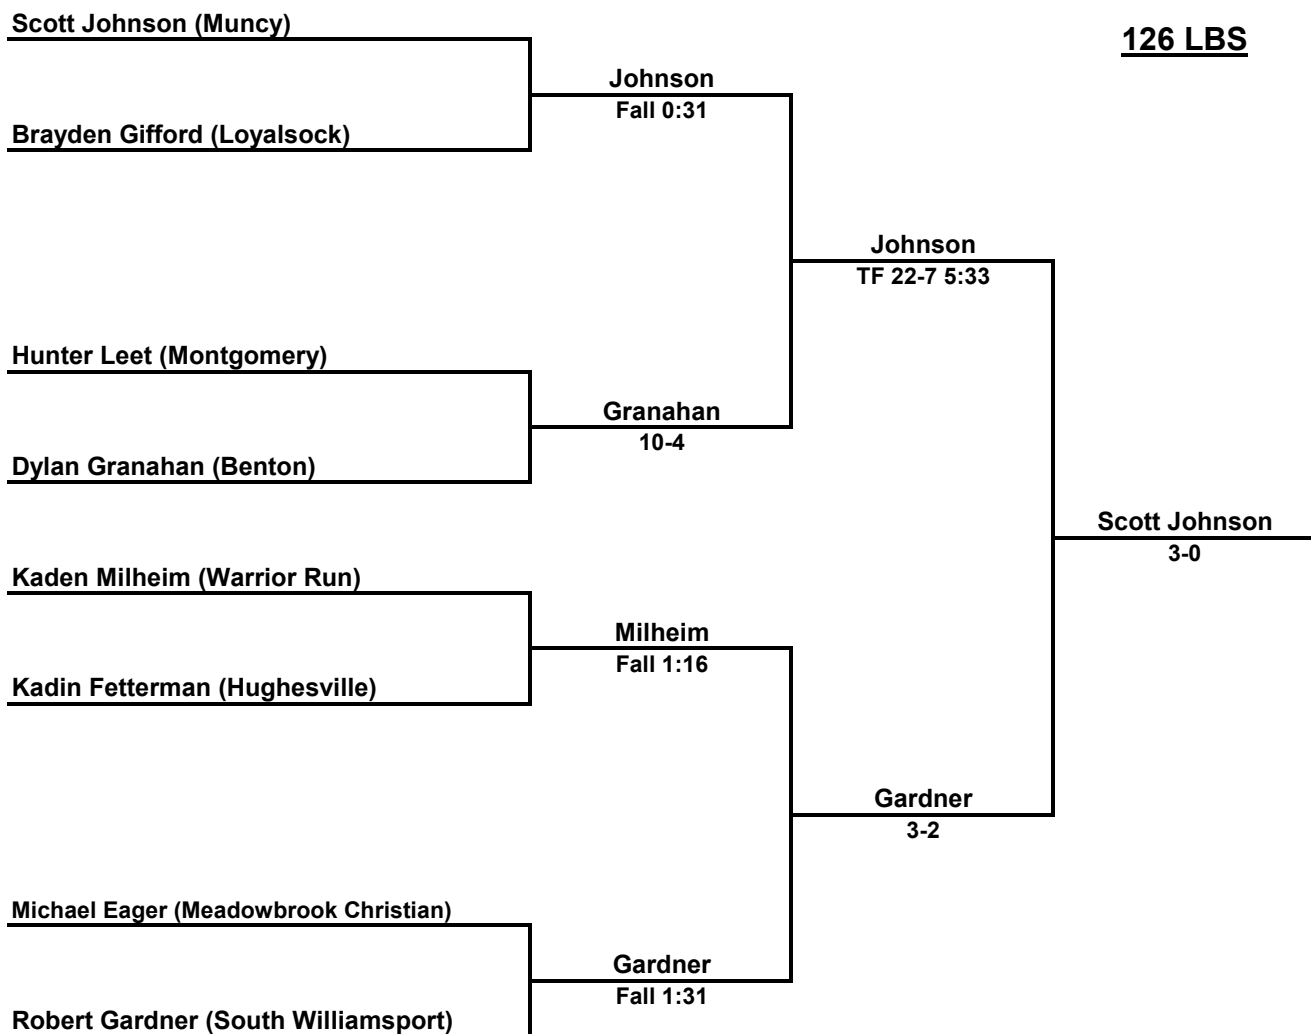 Scott Johnson (Muncy)
126 LBS
Johnson
Fall 0:31
Brayden Gifford (Loyalsock)
Johnson
TF 22-7 5:33
Hunter Leet (Montgomery)
Granahan
10-4
Dylan Granahan (Benton)
Scott Johnson
3-0
Kaden Milheim (Warrior Run)
Milheim
Fall 1:16
Kadin Fetterman (Hughesville)
Gardner
3-2
Michael Eager (Meadowbrook Christian)
Gardner
Fall 1:31
Robert Gardner (South Williamsport)